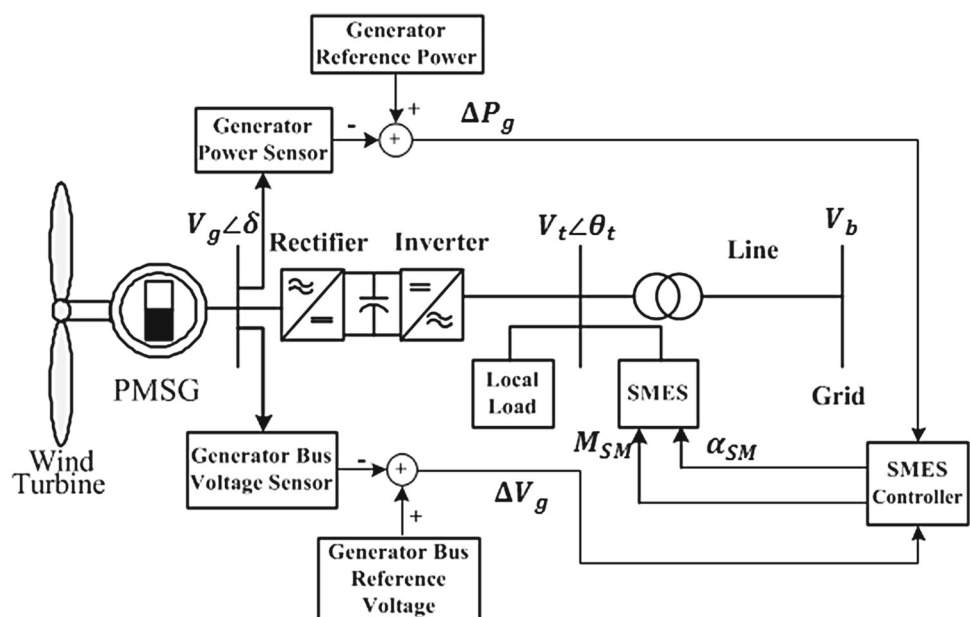 Generator
Reference Power
+
-
+
ΔP_g
Generator
Power Sensor
V_g∠δ
Rectifier
Inverter
V_t∠θ_t
Line
V_b
PMSG
Local
Load
SMES
Grid
Wind
Turbine
Generator Bus
Voltage Sensor
-
+
+
ΔV_g
M_SM
α_SM
SMES
Controller
Generator Bus
Reference
Voltage